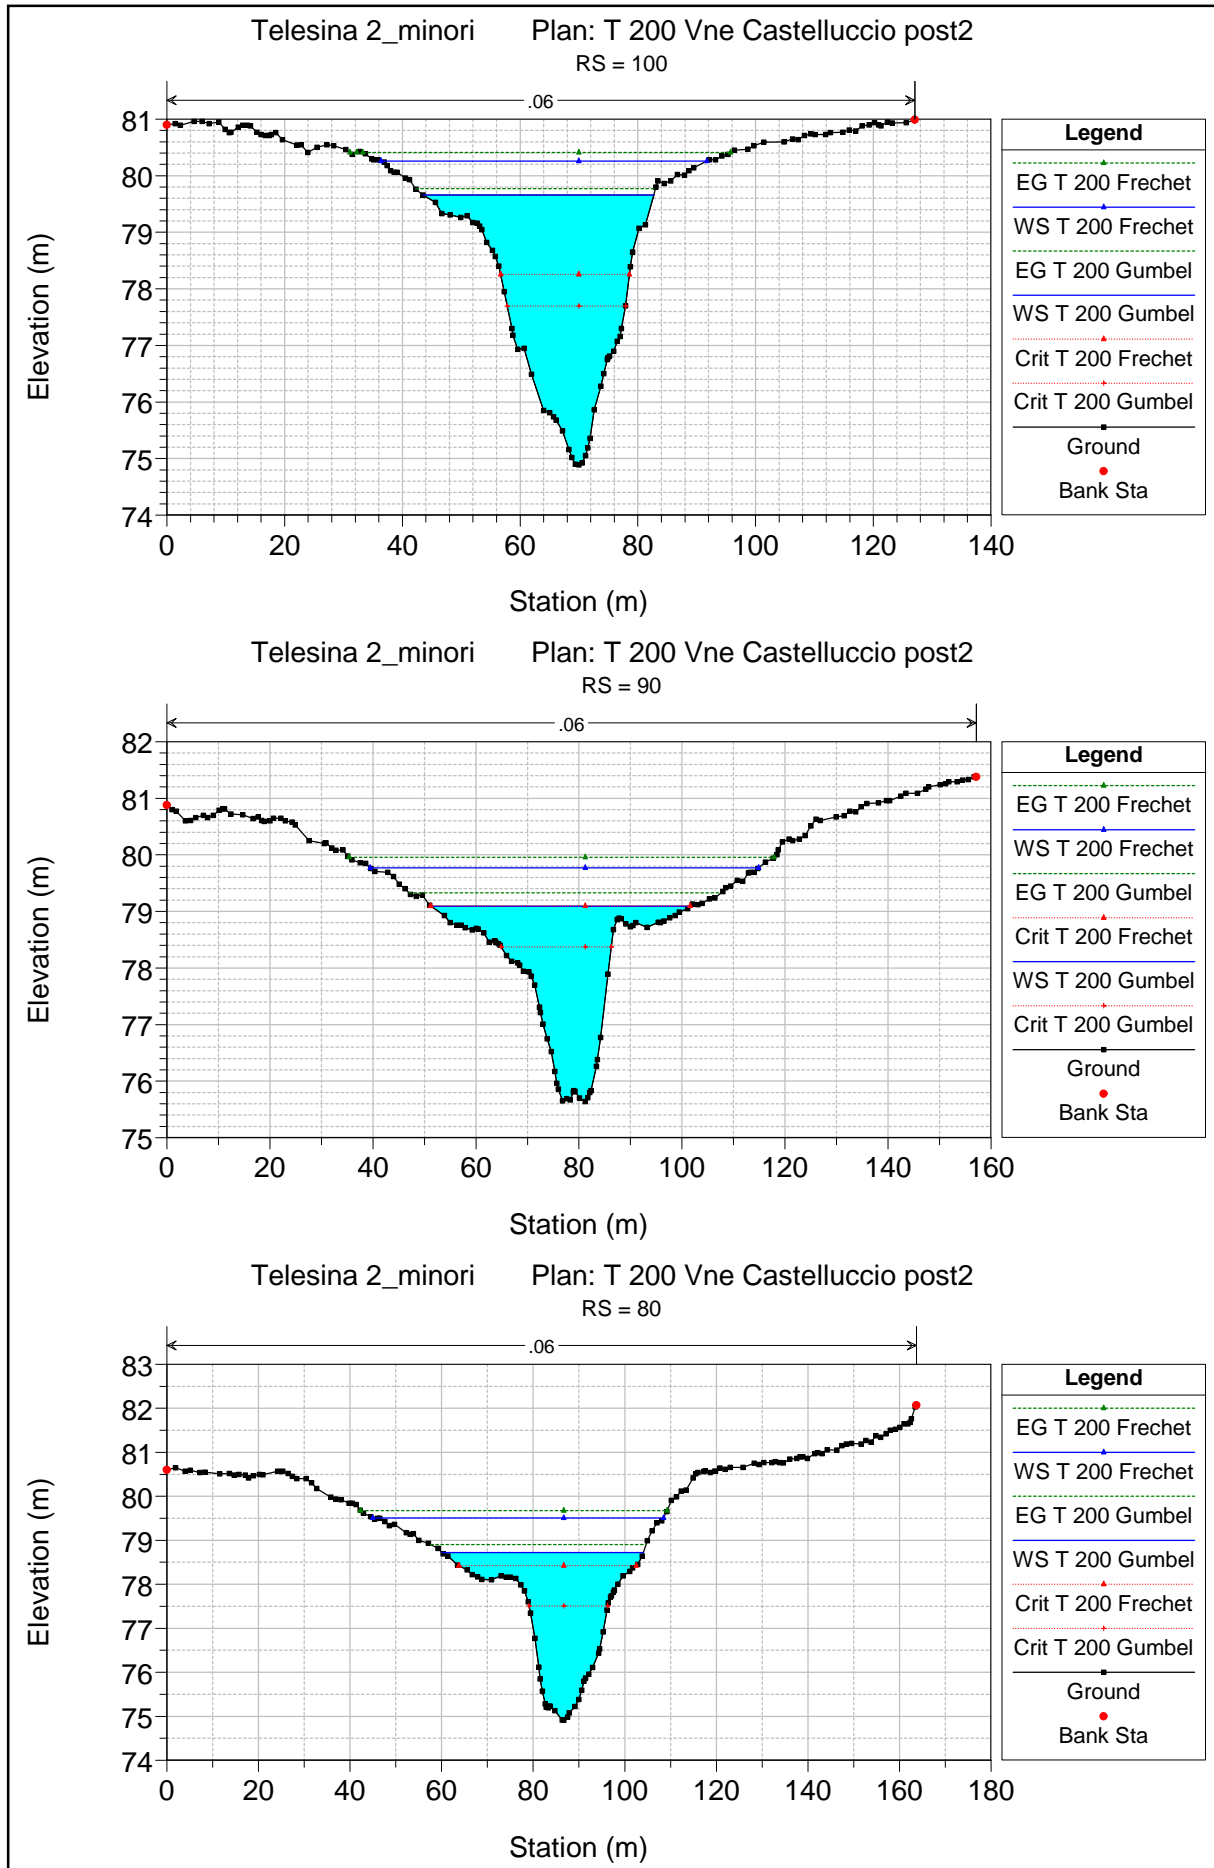 Telesina 2_minori Plan: T 200 Vne Castelluccio post2
RS = 100
.06
81
80
79
78
77
76
75
74
0 20 40 60 80 100 120 140
Elevation (m)
Station (m)
Legend
EG T 200 Frechet
WS T 200 Frechet
EG T 200 Gumbel
WS T 200 Gumbel
Crit T 200 Frechet
Crit T 200 Gumbel
Ground
Bank Sta
Telesina 2_minori Plan: T 200 Vne Castelluccio post2
RS = 90
.06
82
81
80
79
78
77
76
75
0 20 40 60 80 100 120 140 160
Elevation (m)
Station (m)
Legend
EG T 200 Frechet
WS T 200 Frechet
EG T 200 Gumbel
Crit T 200 Frechet
WS T 200 Gumbel
Crit T 200 Gumbel
Ground
Bank Sta
Telesina 2_minori Plan: T 200 Vne Castelluccio post2
RS = 80
.06
83
82
81
80
79
78
77
76
75
74
0 20 40 60 80 100 120 140 160 180
Elevation (m)
Station (m)
Legend
EG T 200 Frechet
WS T 200 Frechet
EG T 200 Gumbel
WS T 200 Gumbel
Crit T 200 Frechet
Crit T 200 Gumbel
Ground
Bank Sta